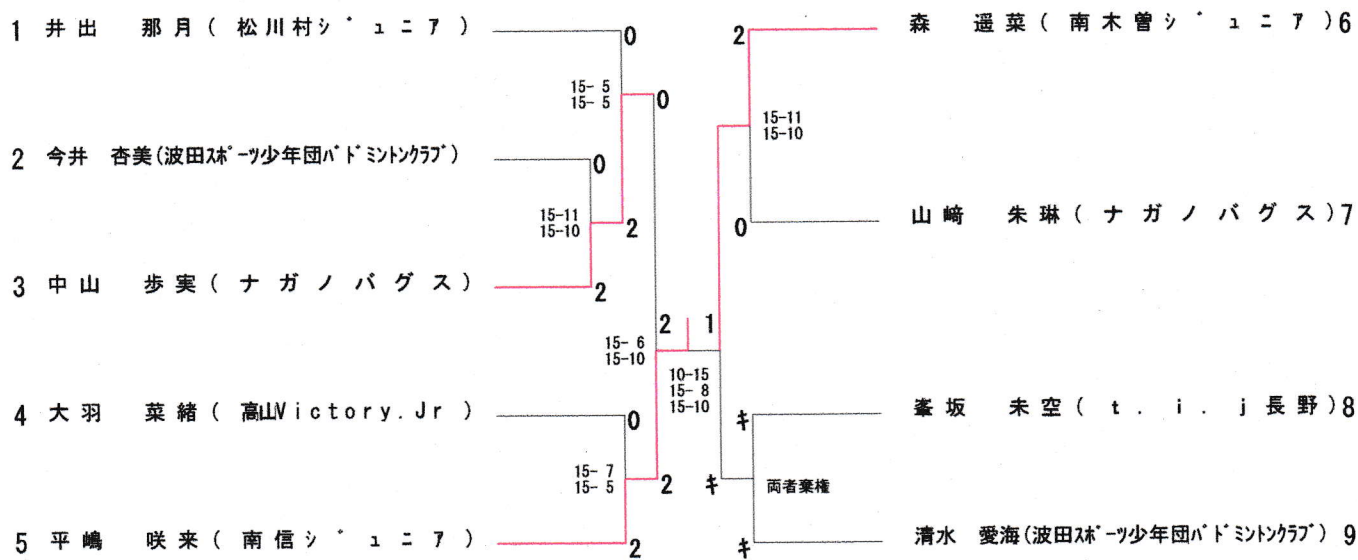 1 井出 那月(松川村ジュニア) 0
2 森 遥菜(南木曽ジュニア) 6
15- 5
15- 5
0
15-11
15-10
2 今井 杏美(波田スポーツ少年団バドミントンクラブ) 0
15-11
15-10
2
0 山﨑 朱琳(ナガノバグス) 7
3 中山 歩実(ナガノバグス) 2
2 1
15- 6
15-10
10-15
15- 8
15-10
4 大羽 菜緒(高山Victory.Jr) 0
キ 峯坂 未空(t.i.j長野) 8
15- 7
15- 5
2 キ 両者棄権
5 平嶋 咲来(南信ジュニア) 2
キ 清水 愛海(波田スポーツ少年団バドミントンクラブ) 9